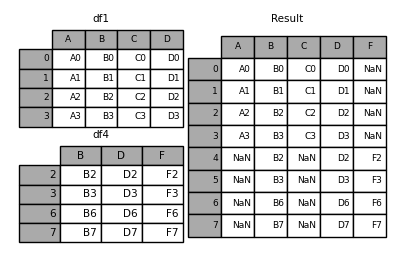 df1
A B C D
0 A0 B0 C0 D0
1 A1 B1 C1 D1
2 A2 B2 C2 D2
3 A3 B3 C3 D3
df4
B D F
2 B2 D2 F2
3 B3 D3 F3
6 B6 D6 F6
7 B7 D7 F7
Result
A B C D F
0 A0 B0 C0 D0 NaN
1 A1 B1 C1 D1 NaN
2 A2 B2 C2 D2 NaN
3 A3 B3 C3 D3 NaN
4 NaN B2 NaN D2 F2
5 NaN B3 NaN D3 F3
6 NaN B6 NaN D6 F6
7 NaN B7 NaN D7 F7